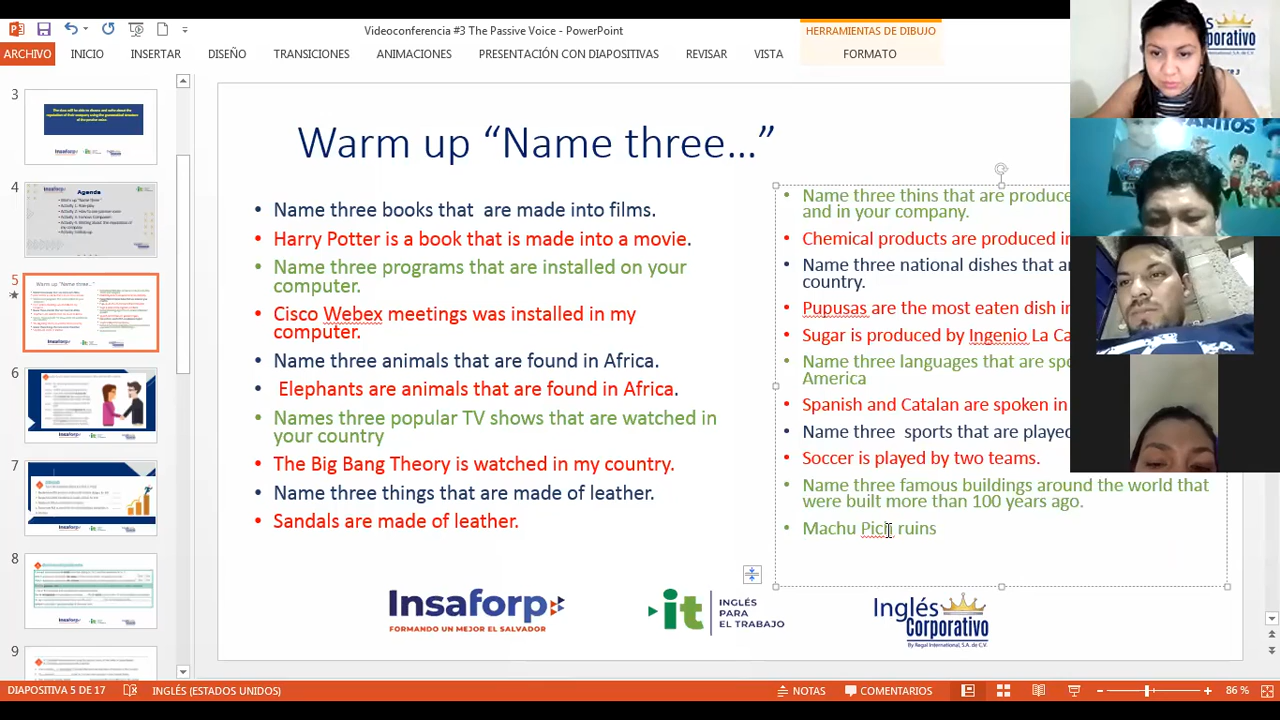 Videoconferencia #3 The Passive Voice - PowerPoint
HERRAMIENTAS DE DIBUJO
ARCHIVO
INICIO
INSERTAR
DISEÑO
TRANSICIONES
ANIMACIONES
PRESENTACIÓN CON DIAPOSITIVAS
REVISAR
VISTA
FORMATO
3
4
Agenda
5
6
7
8
9
Warm up “Name three...”
• Name three books that are made into films.
• Harry Potter is a book that is made into a movie.
• Name three programs that are installed on your
computer.
• Cisco Webex meetings was installed in my
computer.
• Name three animals that are found in Africa.
• Elephants are animals that are found in Africa.
• Names three popular TV shows that are watched in
your country
• The Big Bang Theory is watched in my country.
• Name three things that are made of leather.
• Sandals are made of leather.
• Name three thins that are produce
and in your company.
• Chemical products are produced in
• Name three national dishes that ar
country.
• Pupusas are the most eaten dish in
• Sugar is produced by Ingenio La Ca
• Name three languages that are spo
America
• Spanish and Catalan are spoken in
• Name three sports that are played
• Soccer is played by two teams.
• Name three famous buildings around the world that
were built more than 100 years ago.
• Machu Pich ruins
Insaforp
FORMANDO UN MEJOR EL SALVADOR
it
INGLÉS
PARA
EL TRABAJO
Inglés
Corporativo
By Regal International, S.A. de C.V.
DIAPOSITIVA 5 DE 17
INGLÉS (ESTADOS UNIDOS)
NOTAS
COMENTARIOS
86 %